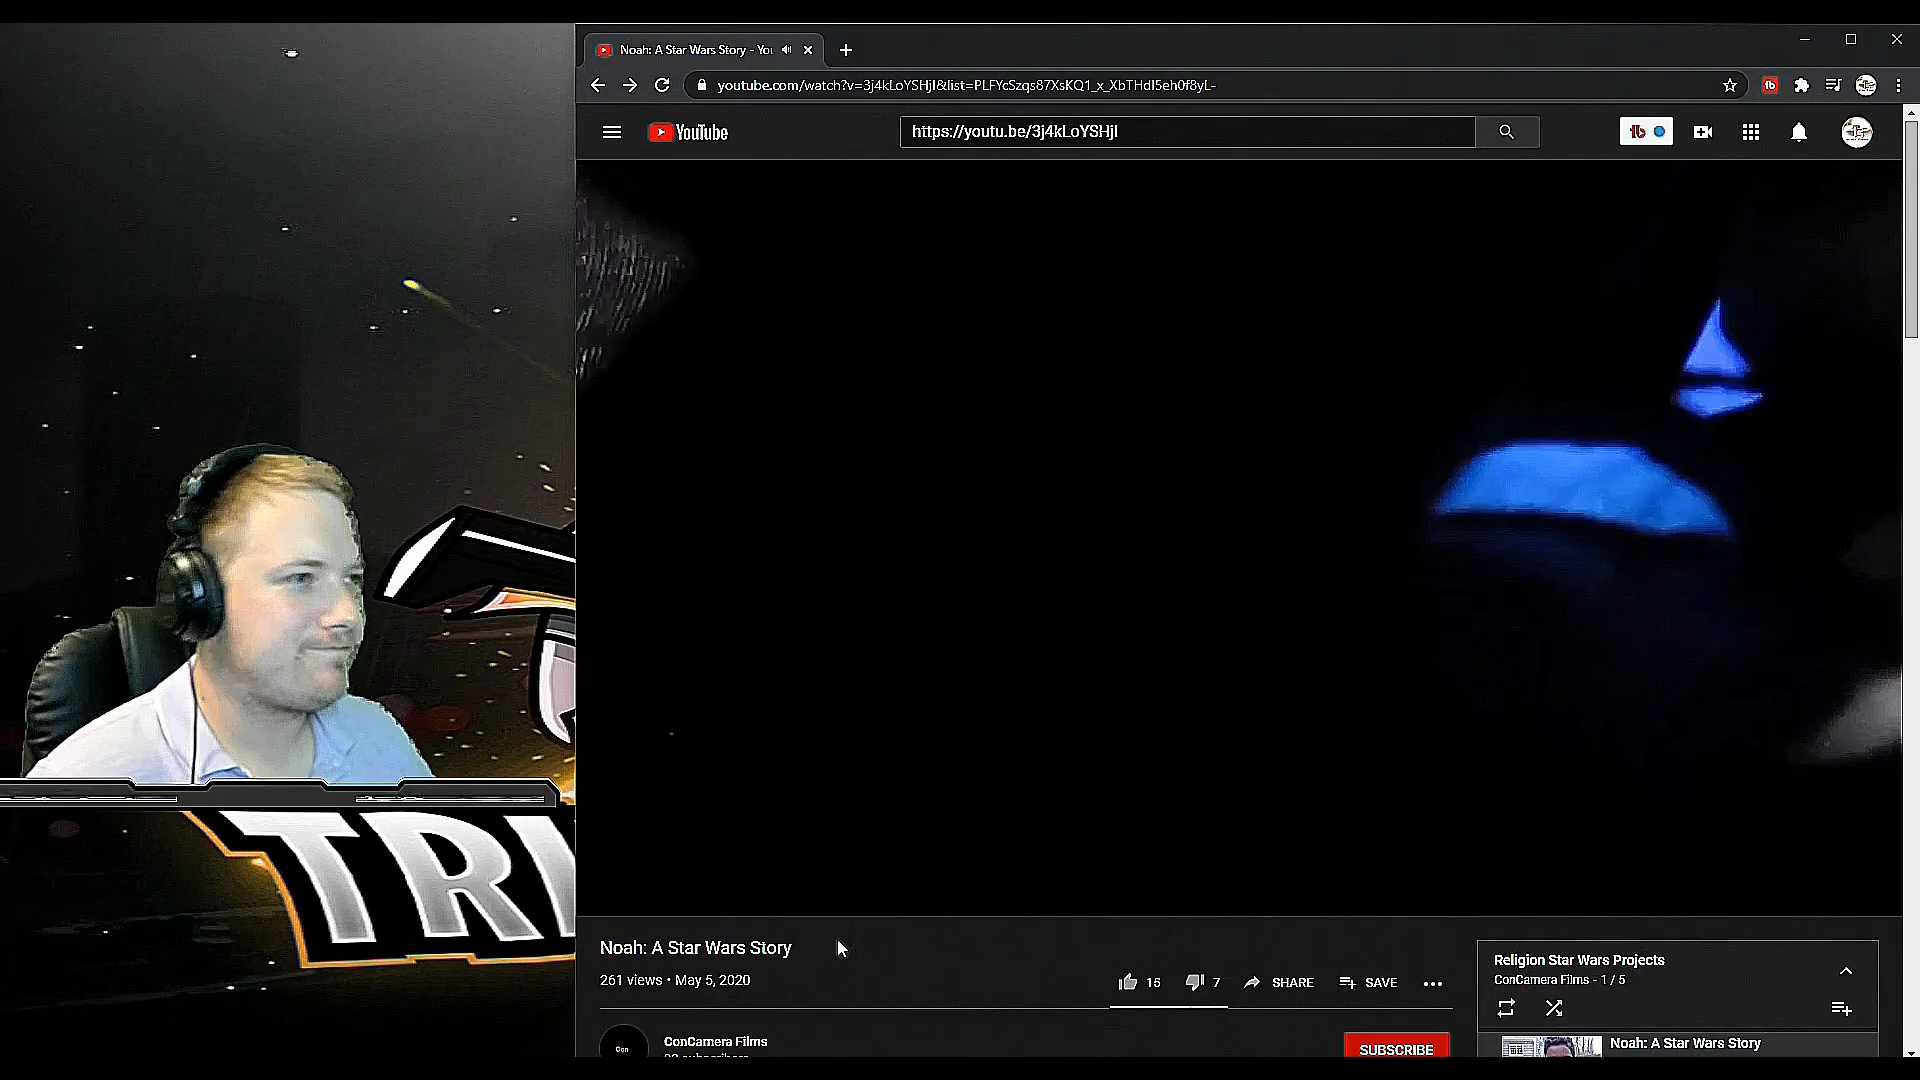 Noah: A Star Wars Story - You
youtube.com/watch?v=3j4kLoYSHjI&list=PLFYcSzqs87XsKQ1_x_XbTHdI5eh0f8yL-
YouTube
https://youtu.be/3j4kLoYSHjI
TRI
Noah: A Star Wars Story
261 views • May 5, 2020
15
7
SHARE
SAVE
Con
ConCamera Films
SUBSCRIBE
Religion Star Wars Projects
ConCamera Films - 1 / 5
Noah: A Star Wars Story